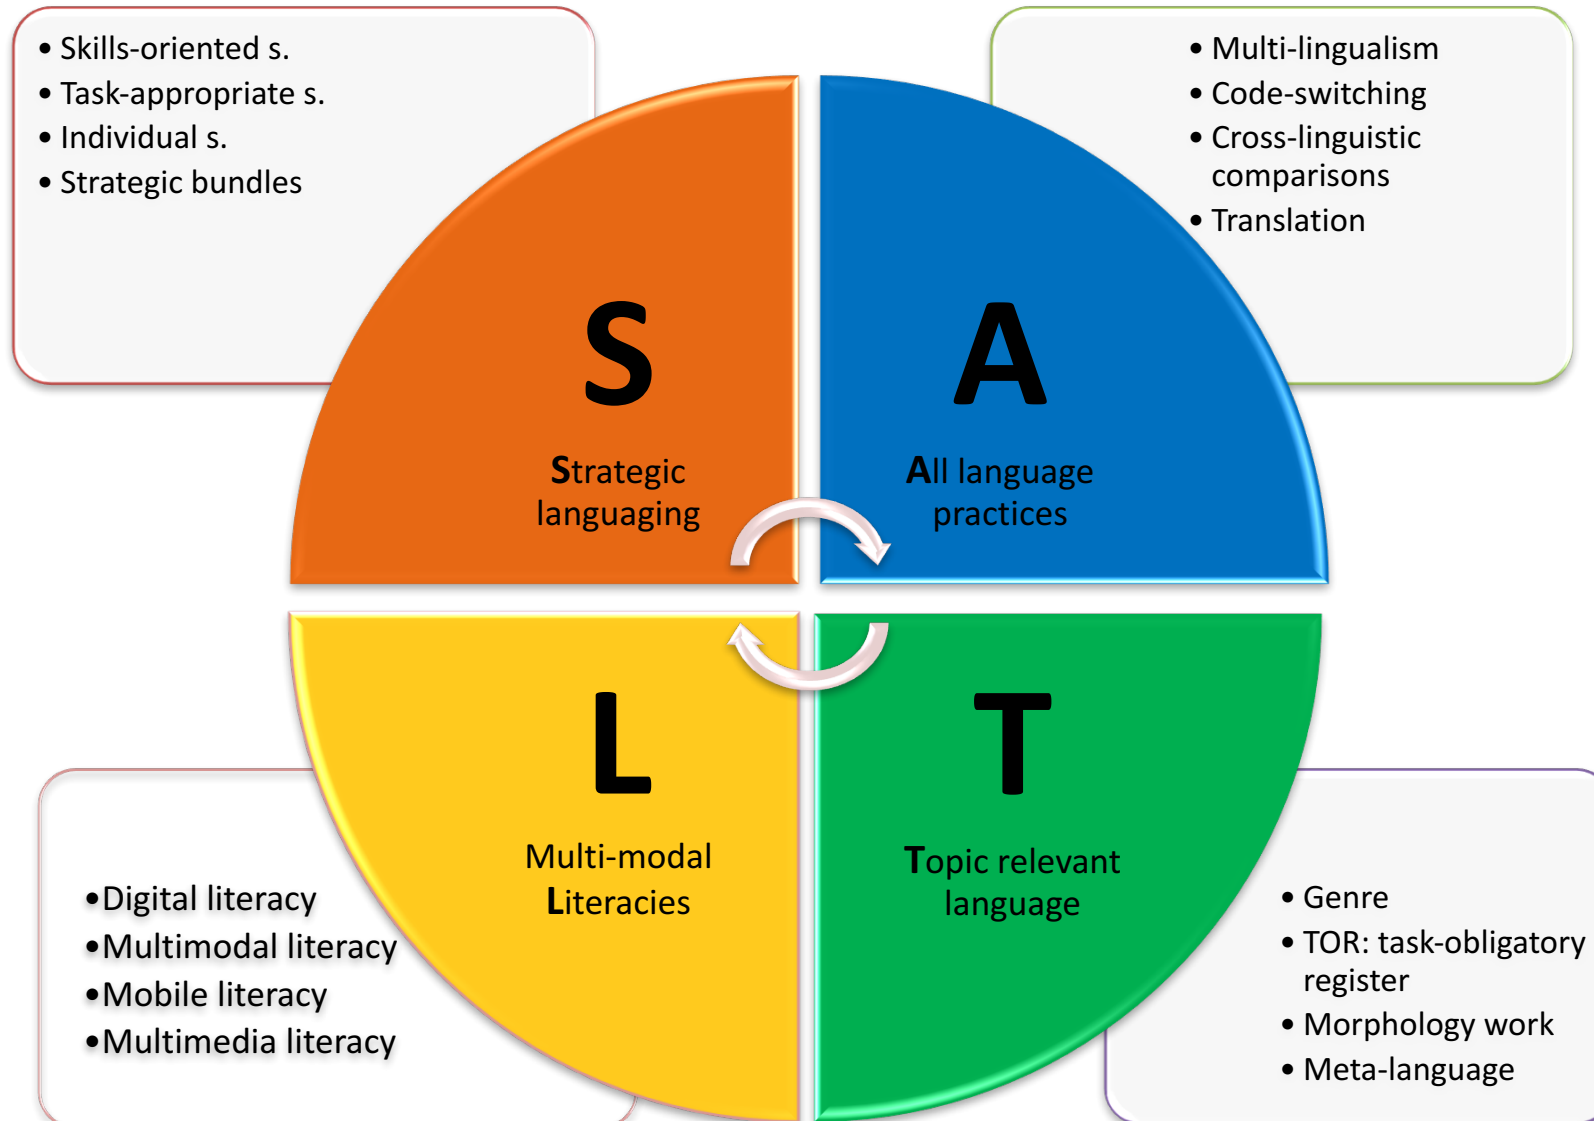 • Skills-oriented s.
• Task-appropriate s.
• Individual s.
• Strategic bundles
• Multi-lingualism
• Code-switching
• Cross-linguistic
comparisons
• Translation
S
Strategic
languaging
A
All language
practices
L
Multi-modal
Literacies
T
Topic relevant
language
•Digital literacy
•Multimodal literacy
•Mobile literacy
•Multimedia literacy
• Genre
• TOR: task-obligatory
register
• Morphology work
• Meta-language